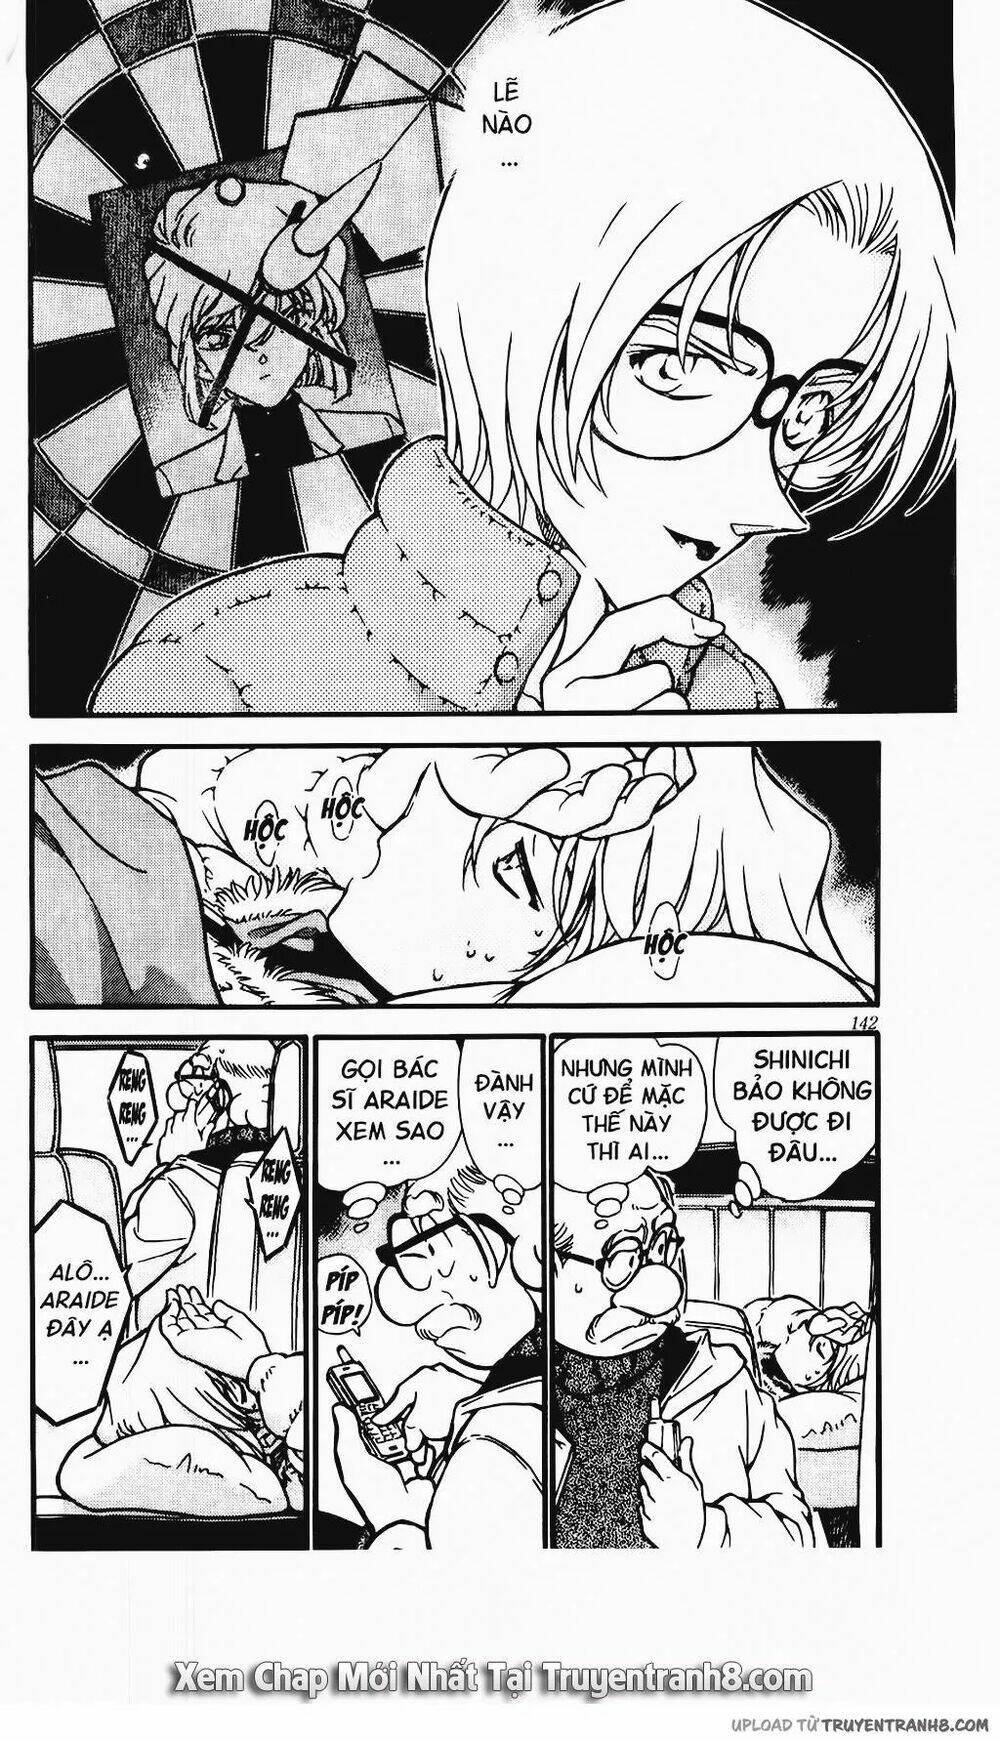 LẼ
NÀO
...
HỘC
HỘC
HỘC
142
SHINICHI
BẢO KHÔNG
ĐƯỢC ĐI
ĐÂU...
NHƯNG MÌNH
CỨ ĐỂ MẶC
THẾ NÀY
THÌ AI...
ĐÀNH
VẬY
...
GỌI BÁC
SĨ ARAIDE
XEM SAO
...
PÍP
PÍP!
RENG
RENG
...
RENG
RENG
...
ALÔ...
ARAIDE
ĐÂY Ạ
...
Xem Chap Mới Nhất Tại Truyentranh8.com
UPLOAD TỪ TRUYENTRANH8.COM